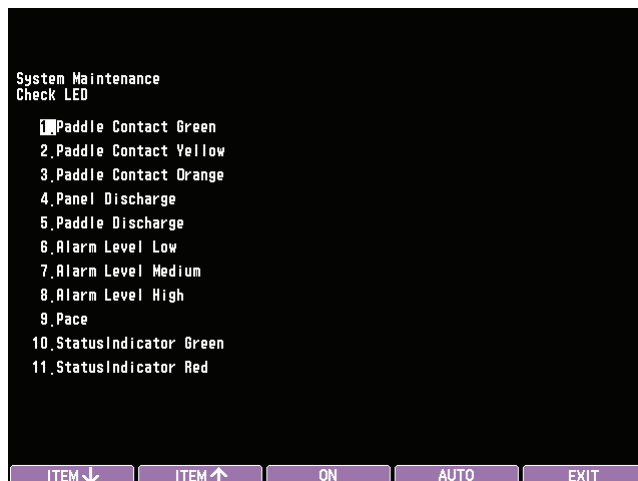 System Maintenance
Check LED
1.Paddle Contact Green
2.Paddle Contact Yellow
3.Paddle Contact Orange
4.Panel Discharge
5.Paddle Discharge
6.Alarm Level Low
7.Alarm Level Medium
8.Alarm Level High
9.Pace
10.StatusIndicator Green
11.StatusIndicator Red
ITEM↓ ITEM↑ ON AUTO EXIT